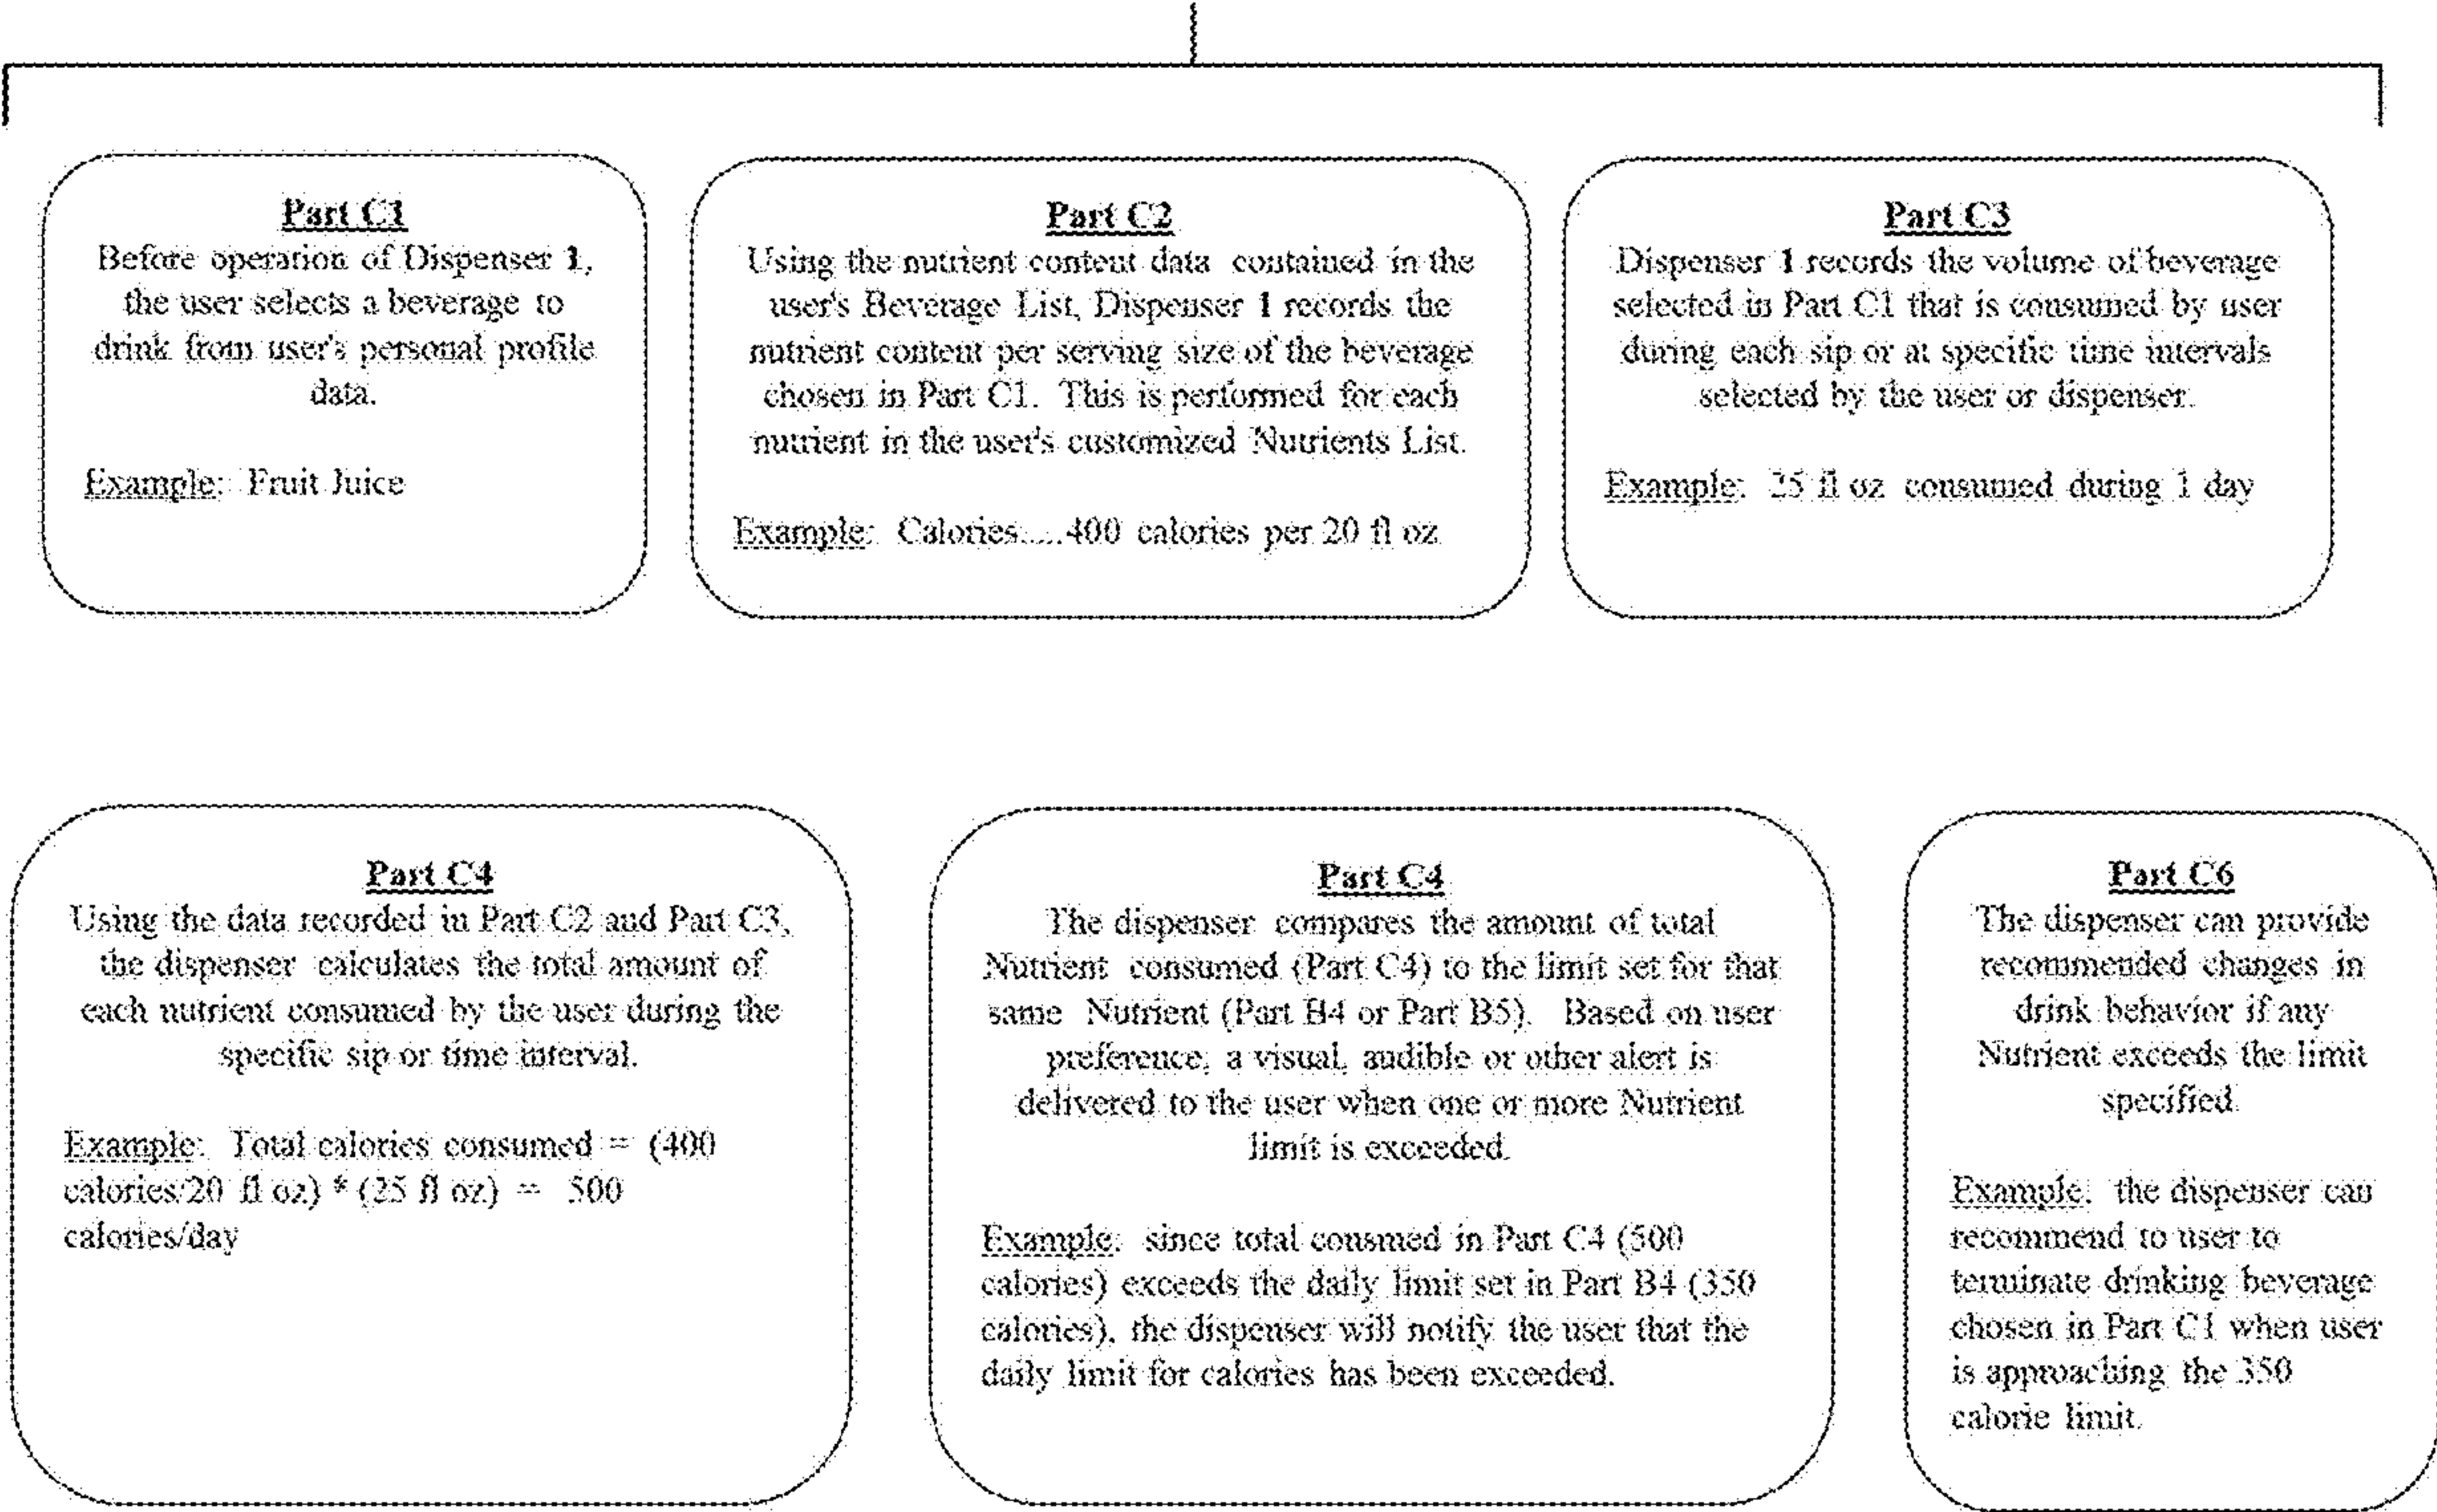 Part C1
Before operation of Dispenser 1,
the user selects a beverage to
drink from user's personal profile
data.
Example: Fruit Juice
Part C2
Using the nutrient content data contained in the
user's Beverage List, Dispenser 1 records the
nutrient content per serving size of the beverage
chosen in Part C1. This is performed for each
nutrient in the user's customized Nutrients List.
Example: Calories.....400 calories per 20 fl oz
Part C3
Dispenser 1 records the volume of beverage
selected in Part C1 that is consumed by user
during each sip or at specific time intervals
selected by the user or dispenser.
Example: 25 fl oz consumed during 1 day
Part C4
Using the data recorded in Part C2 and Part C3,
the dispenser calculates the total amount of
each nutrient consumed by the user during the
specific sip or time interval.
Example: Total calories consumed = (400
calories/20 fl oz) * (25 fl oz) = 500
calories/day
Part C4
The dispenser compares the amount of total
Nutrient consumed (Part C4) to the limit set for that
same Nutrient (Part B4 or Part B5). Based on user
preference, a visual, audible or other alert is
delivered to the user when one or more Nutrient
limit is exceeded.
Example: since total consmed in Part C4 (500
calories) exceeds the daily limit set in Part B4 (350
calories), the dispenser will notify the user that the
daily limit for calories has been exceeded.
Part C6
The dispenser can provide
recommended changes in
drink behavior if any
Nutrient exceeds the limit
specified.
Example: the dispenser can
recommend to user to
terminate drinking beverage
chosen in Part C1 when user
is approaching the 350
calorie limit.